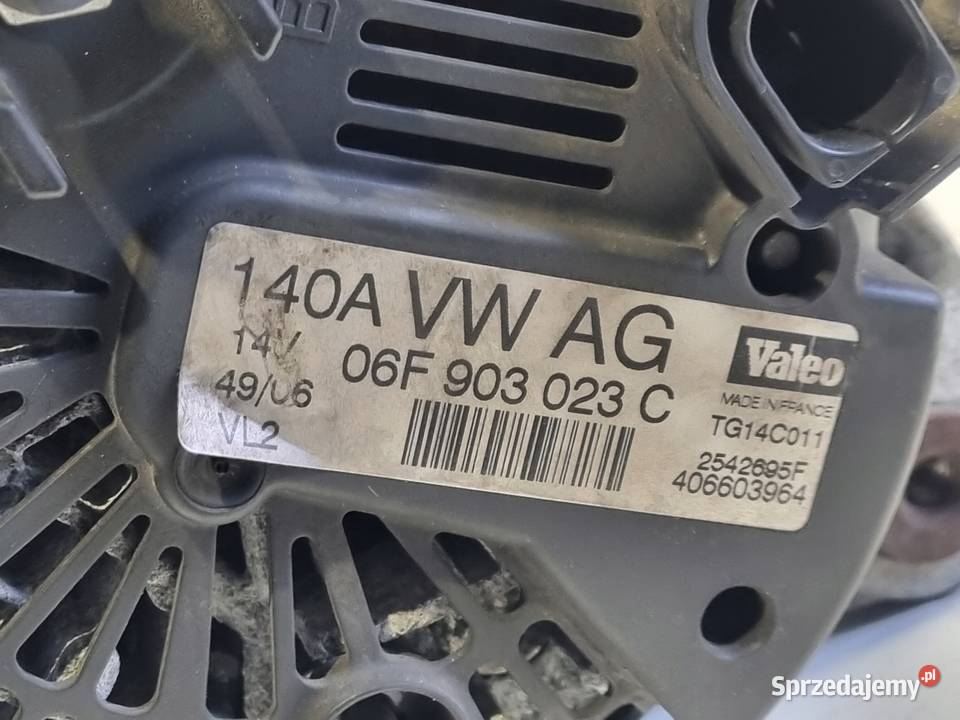 B
140A VW AG
14V 06F 903 023 C
49/06
VL2
Valeo
MADE IN FRANCE
TG14C011
2542695F
406603964
Sprzedajemy.pl